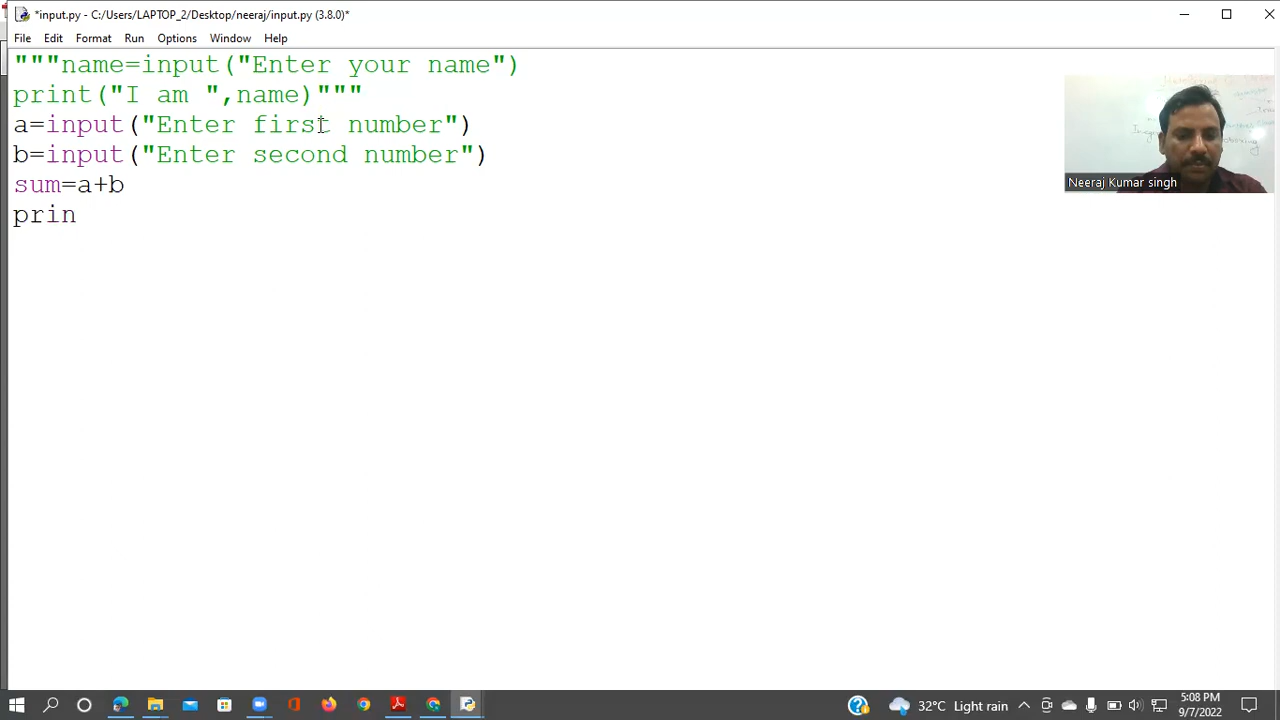 *input.py - C:/Users/LAPTOP_2/Desktop/neeraj/input.py (3.8.0)*
File Edit Format Run Options Window Help
"""name=input("Enter your name")
print("I am ",name)"""
a=input("Enter first number")
b=input("Enter second number")
sum=a+b
prin
Neeraj Kumar singh
32°C Light rain
5:08 PM
9/7/2022